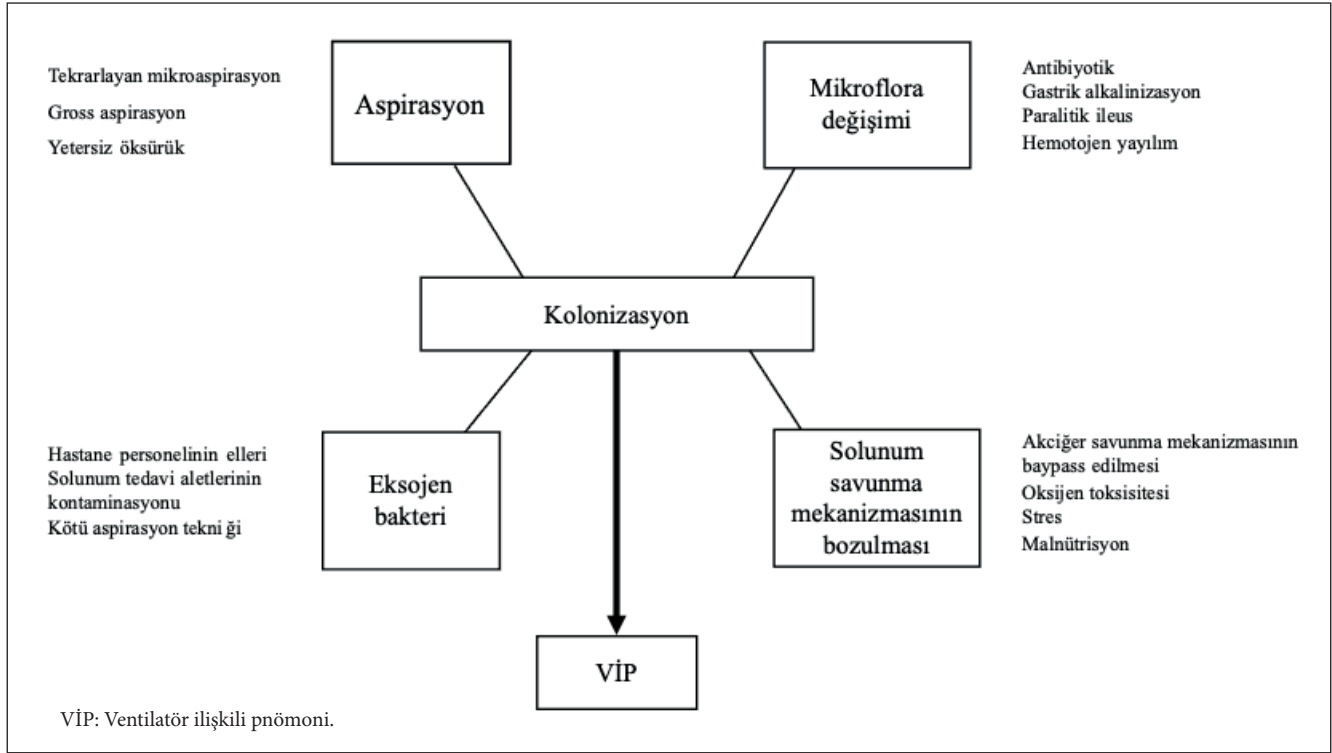 Tekrarlayan mikroaspirasyon
Gross aspirasyon
Yetersiz öksürük
Aspirasyon
Mikroflora
değişimi
Antibiyotik
Gastrik alkalinizasyon
Paralitik ileus
Hemotojen yayılım
Kolonizasyon
Hastane personelinin elleri
Solunum tedavi aletlerinin
kontaminasyonu
Kötü aspirasyon tekni ği
Eksojen
bakteri
Solunum
savunma
mekanizmasının
bozulması
Akciğer savunma mekanizmasının
baypass edilmesi
Oksijen toksisitesi
Stres
Malnütrisyon
VİP
VİP: Ventilatör ilişkili pnömoni.